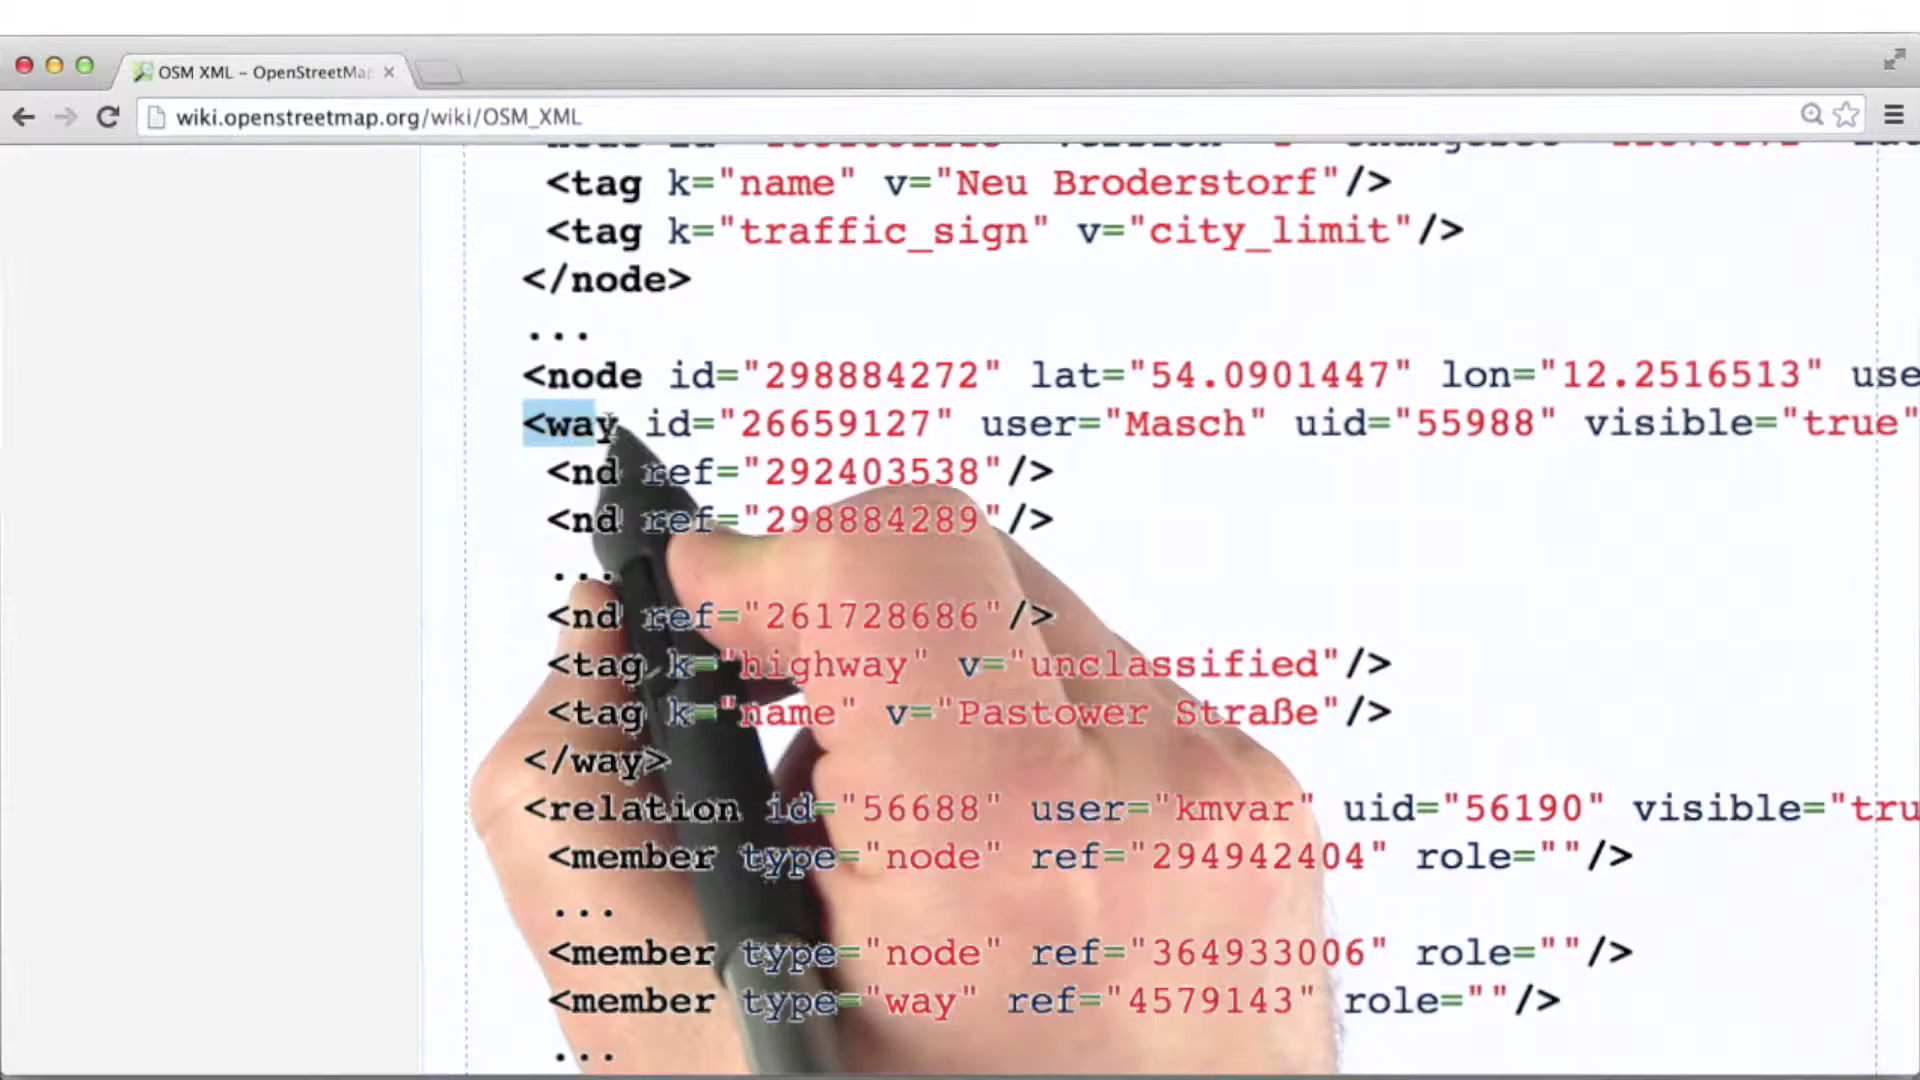 OSM XML – OpenStreetMa
wiki.openstreetmap.org/wiki/OSM_XML
<tag k="name" v="Neu Broderstorf"/>
<tag k="traffic_sign" v="city_limit"/>
</node>
...
<node id="298884272" lat="54.0901447" lon="12.2516513" use
<way id="26659127" user="Masch" uid="55988" visible="true"
<nd ref="292403538"/>
<nd ref="298884289"/>
...
<nd ref="261728686"/>
<tag k="highway" v="unclassified"/>
<tag k="name" v="Pastower Straße"/>
</way>
<relation id="56688" user="kmvar" uid="56190" visible="tru
<member type="node" ref="294942404" role=""/>
...
<member type="node" ref="364933006" role=""/>
<member type="way" ref="4579143" role=""/>
...